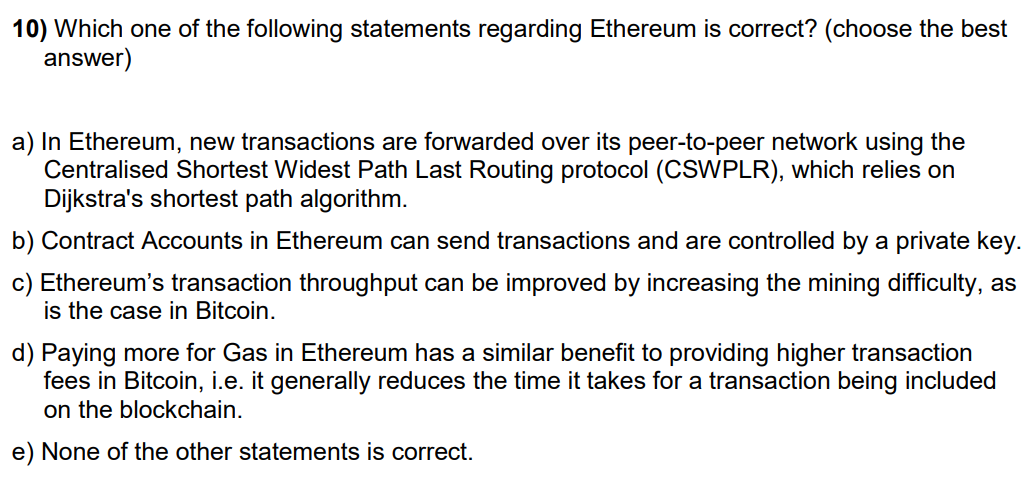 10) Which one of the following statements regarding Ethereum is correct? (choose the best
answer)
a) In Ethereum, new transactions are forwarded over its peer-to-peer network using the
Centralised Shortest Widest Path Last Routing protocol (CSWPLR), which relies on
Dijkstra's shortest path algorithm.
b) Contract Accounts in Ethereum can send transactions and are controlled by a private key.
c) Ethereum’s transaction throughput can be improved by increasing the mining difficulty, as
is the case in Bitcoin.
d) Paying more for Gas in Ethereum has a similar benefit to providing higher transaction
fees in Bitcoin, i.e. it generally reduces the time it takes for a transaction being included
on the blockchain.
e) None of the other statements is correct.